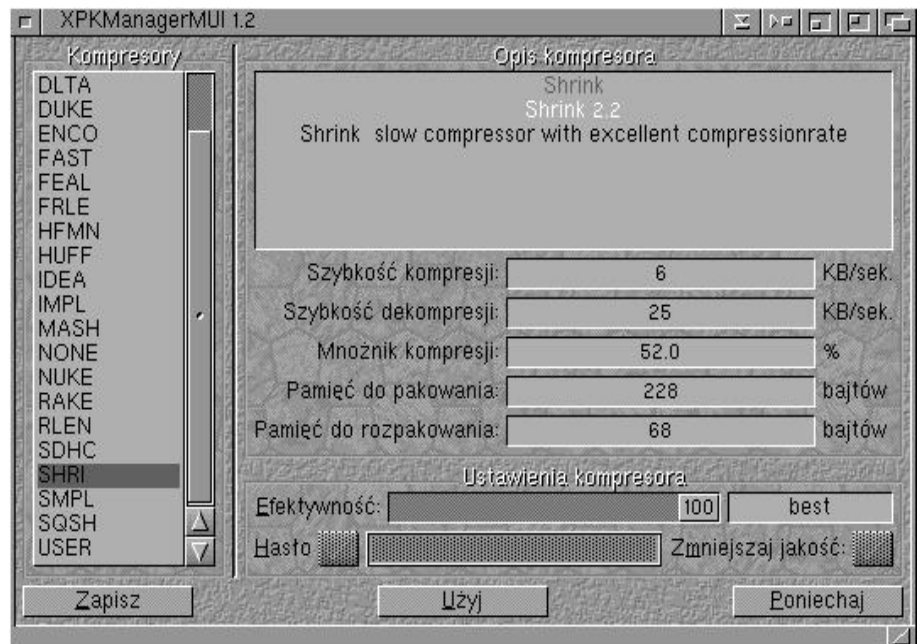 XPKManagerMUI 1.2
Kompresory
DLTA
DUKE
ENCO
FAST
FEAL
FRLE
HFMN
HUFF
IDEA
IMPL
MASH
NONE
NUKE
RAKE
RLEN
SDHC
SHRI
SMPL
SQSH
USER
Opis kompresora
Shrink
Shrink 2.2
Shrink slow compressor with excellent compressionrate
Szybkość kompresji: 6 KB/sek.
Szybkość dekompresji: 25 KB/sek.
Mnożnik kompresji: 52.0 %
Pamięć do pakowania: 228 bajtów
Pamięć do rozpakowania: 68 bajtów
Ustawienia kompresora
Efektywność: 100 best
Hasło Zmniejszaj jakość:
Zapisz Użyj Poniechaj